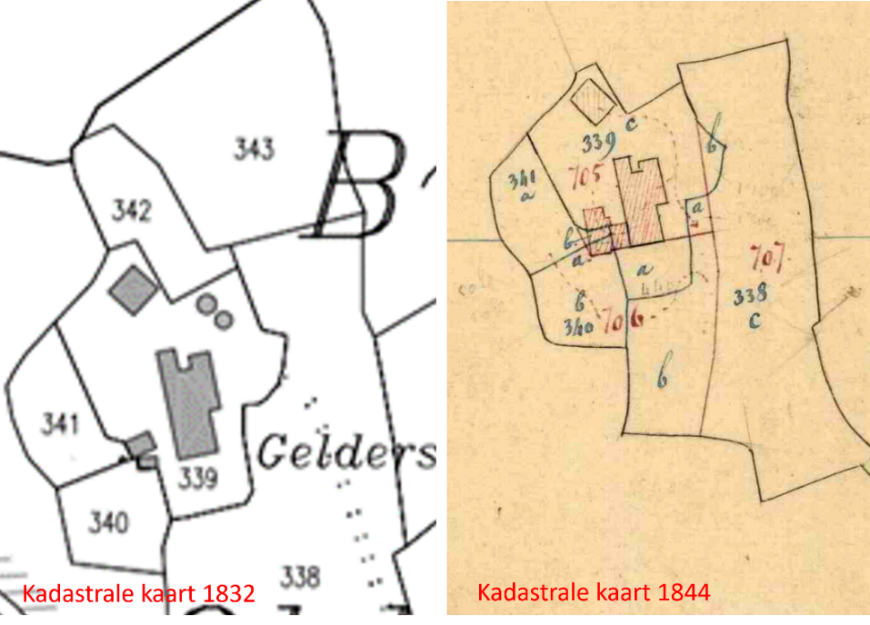 343
B
342
341
Gelders
339
340
338
Kadastrale kaart 1832
c
339
b
341
a
705
a
b
a
a
707
338
c
b
340
706
b
Kadastrale kaart 1844